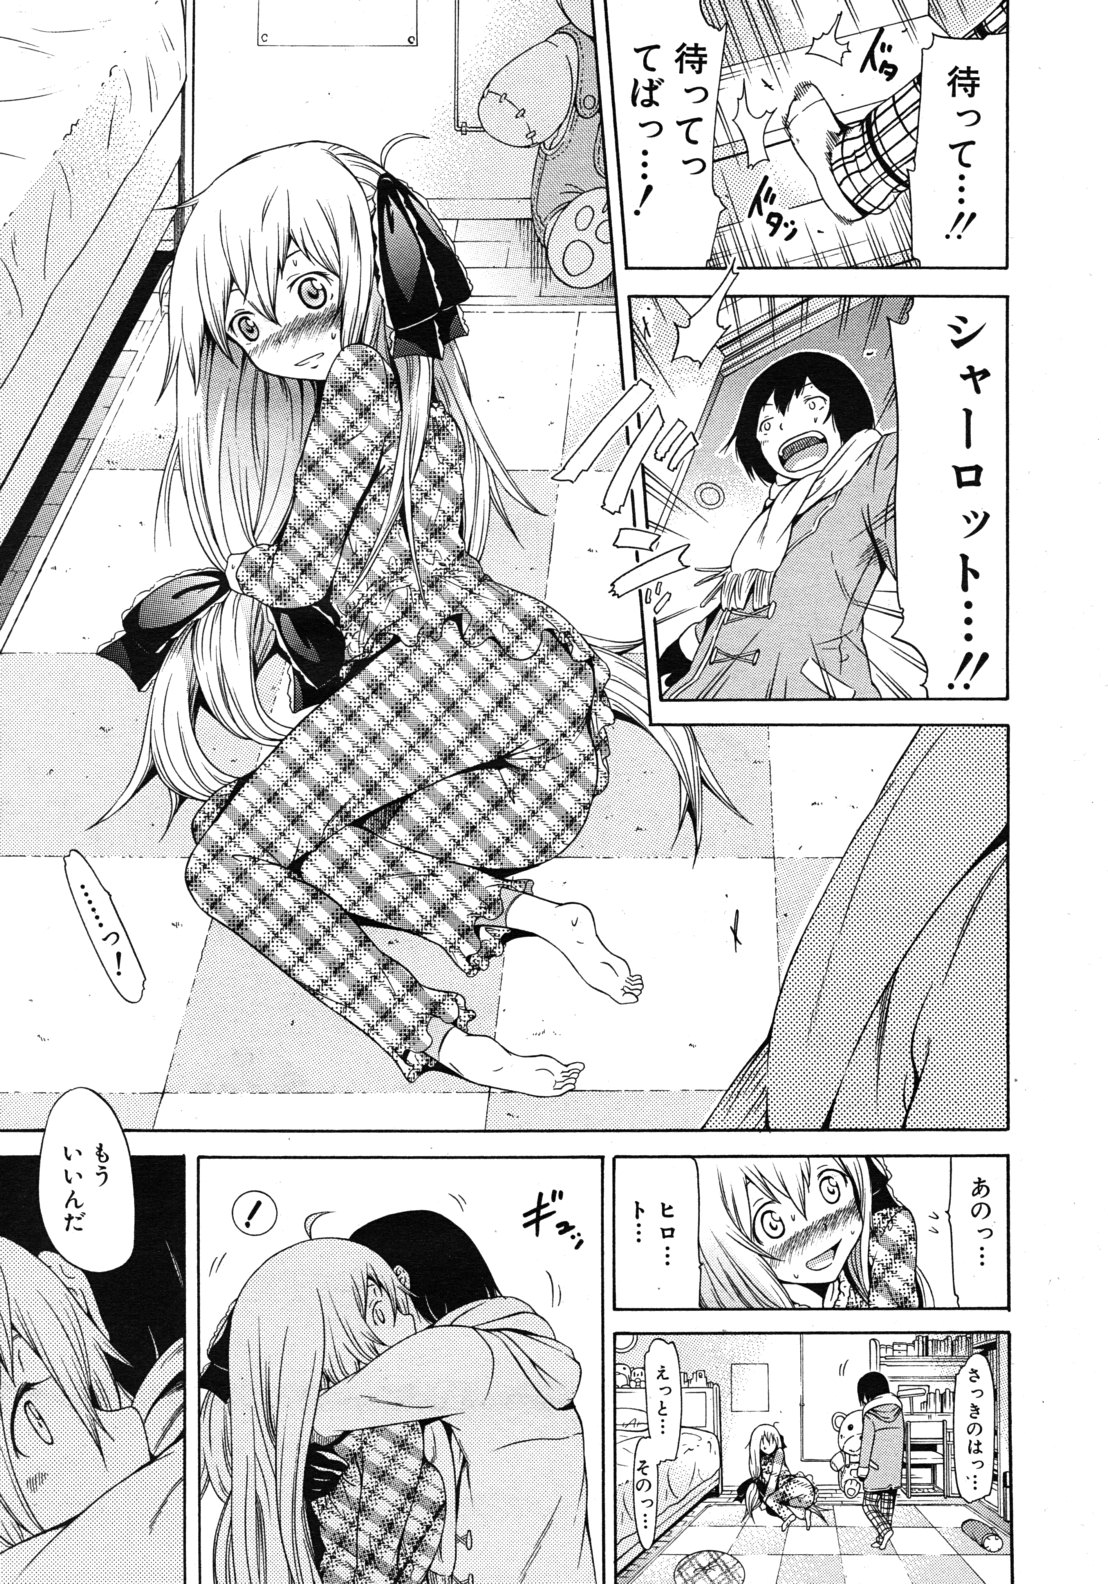 待って…!!
ドタ
ズダッ
待ってっ
てばっ…!
シャーロット…!!
……っ!
あのっ…
ヒロ…
ト…
さっきのはっ…
えっと…
そのっ…
ギュッ
!
もう
いいんだ